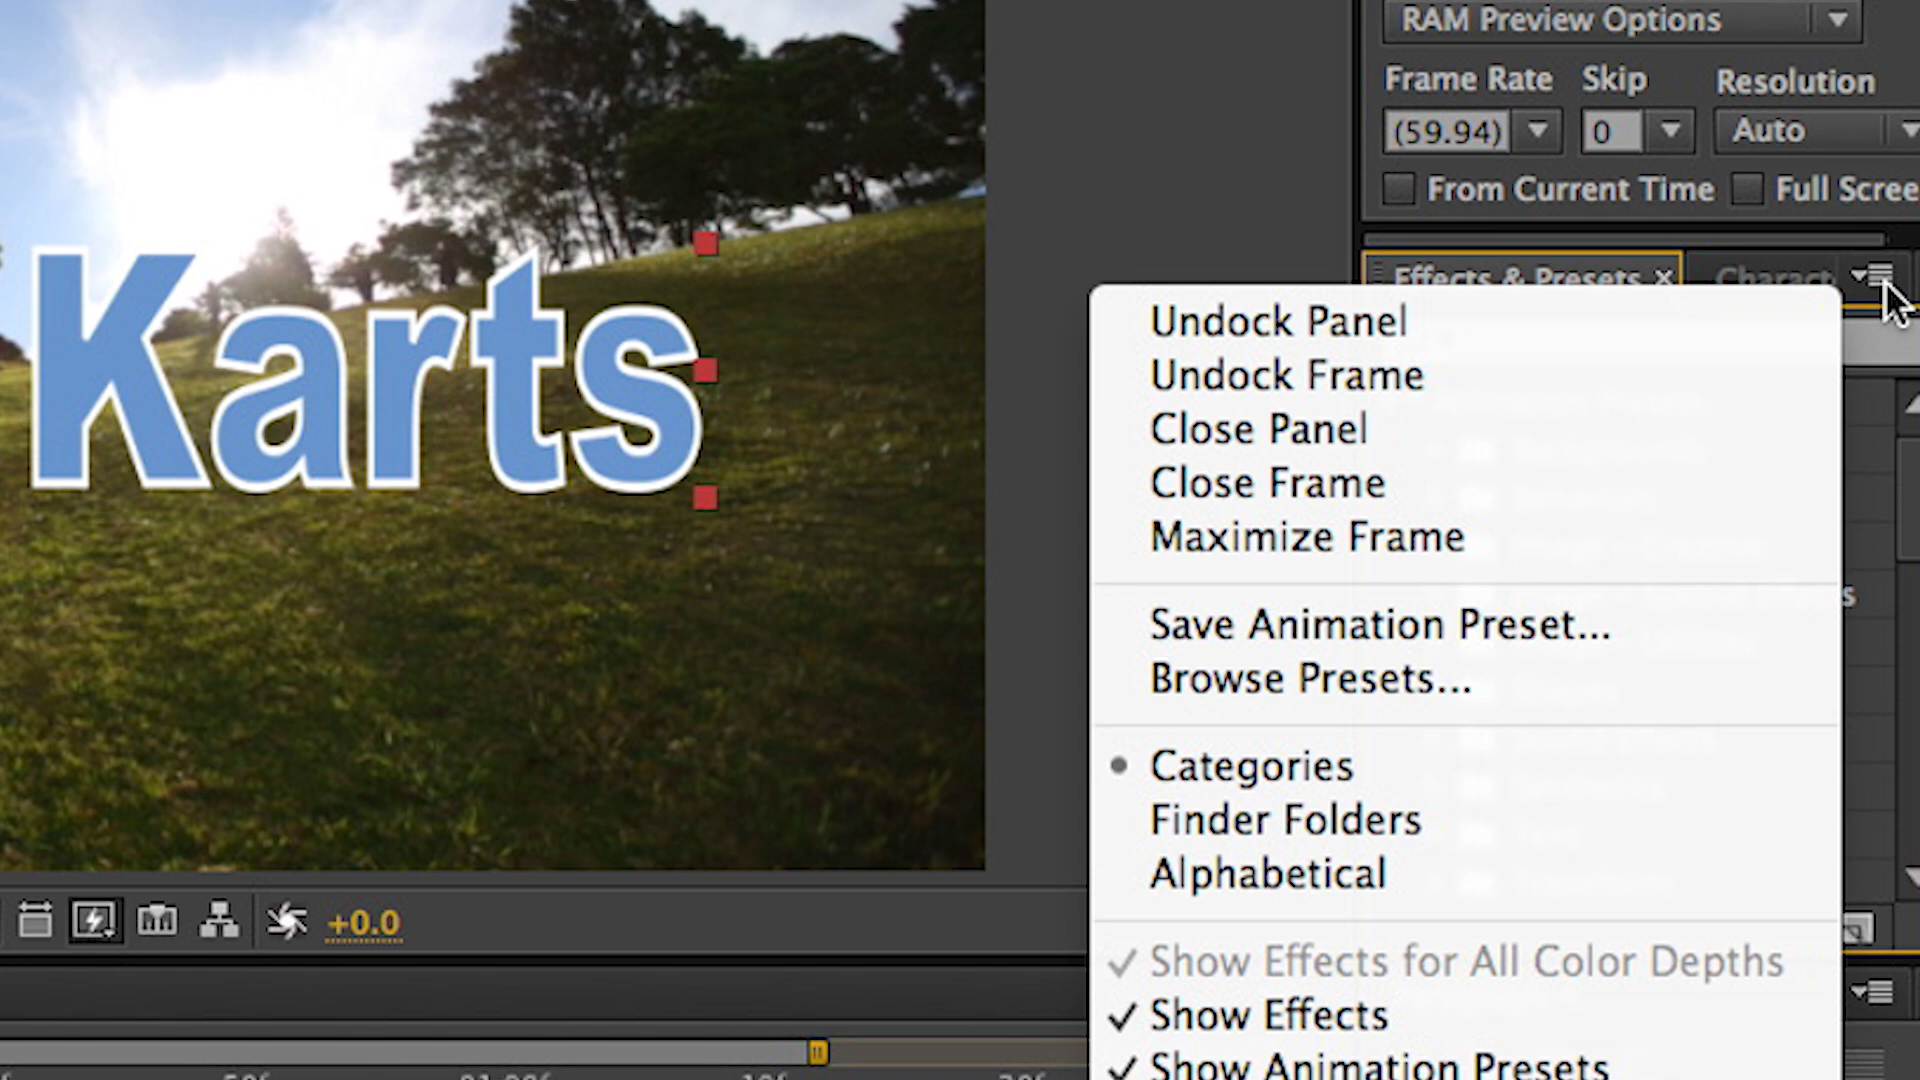 RAM Preview Options
Frame Rate Skip Resolution
(59.94) 0 Auto
From Current Time Full Scree
Effects & Presets
Karts
Undock Panel
Undock Frame
Close Panel
Close Frame
Maximize Frame
Save Animation Preset...
Browse Presets...
Categories
Finder Folders
Alphabetical
+0.0
Show Effects for All Color Depths
Show Effects
Show Animation Presets